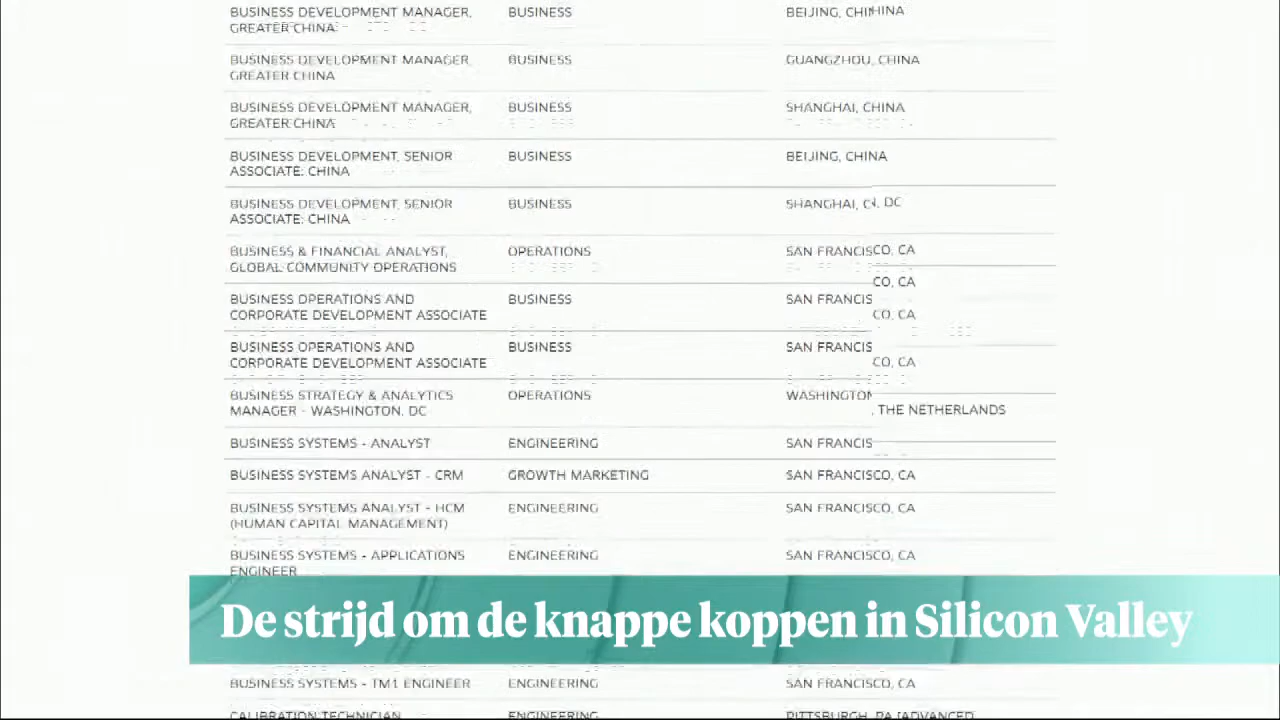 BUSINESS DEVELOPMENT MANAGER, BUSINESS BEIJING, CHINA
GREATER CHINA
BUSINESS DEVELOPMENT MANAGER, BUSINESS GUANGZHOU, CHINA
GREATER CHINA
BUSINESS DEVELOPMENT MANAGER, BUSINESS SHANGHAI, CHINA
GREATER CHINA
BUSINESS DEVELOPMENT, SENIOR BUSINESS BEIJING, CHINA
ASSOCIATE: CHINA
BUSINESS DEVELOPMENT, SENIOR BUSINESS SHANGHAI, DC
ASSOCIATE: CHINA
BUSINESS & FINANCIAL ANALYST, OPERATIONS SAN FRANCISCO, CA
GLOBAL COMMUNITY OPERATIONS
CO, CA
BUSINESS OPERATIONS AND BUSINESS SAN FRANCIS
CORPORATE DEVELOPMENT ASSOCIATE CO, CA
BUSINESS OPERATIONS AND BUSINESS SAN FRANCIS
CORPORATE DEVELOPMENT ASSOCIATE CO, CA
BUSINESS STRATEGY & ANALYTICS OPERATIONS WASHINGTON
MANAGER - WASHINGTON, DC , THE NETHERLANDS
BUSINESS SYSTEMS - ANALYST ENGINEERING SAN FRANCIS
BUSINESS SYSTEMS ANALYST - CRM GROWTH MARKETING SAN FRANCISCO, CA
BUSINESS SYSTEMS ANALYST - HCM ENGINEERING SAN FRANCISCO, CA
(HUMAN CAPITAL MANAGEMENT)
BUSINESS SYSTEMS - APPLICATIONS ENGINEERING SAN FRANCISCO, CA
ENGINEER
De strijd om de knappe koppen in Silicon Valley
BUSINESS SYSTEMS - TM1 ENGINEER ENGINEERING SAN FRANCISCO, CA
CALIBRATION TECHNICIAN ENGINEERING PITTSBURGH, PA (ADVANCED